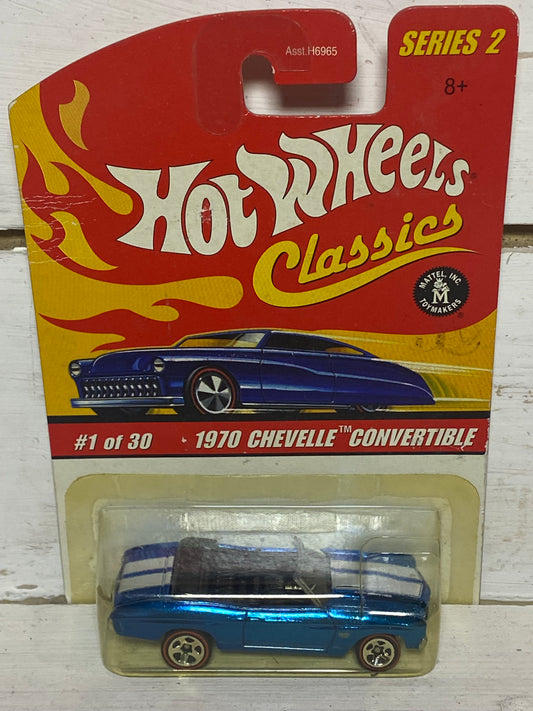 Asst.H6965
SERIES 2
8+
Hot Wheels
Classics
MATTEL, INC.
M
TOYMAKERS
#1 of 30
1970 CHEVELLE™ CONVERTIBLE